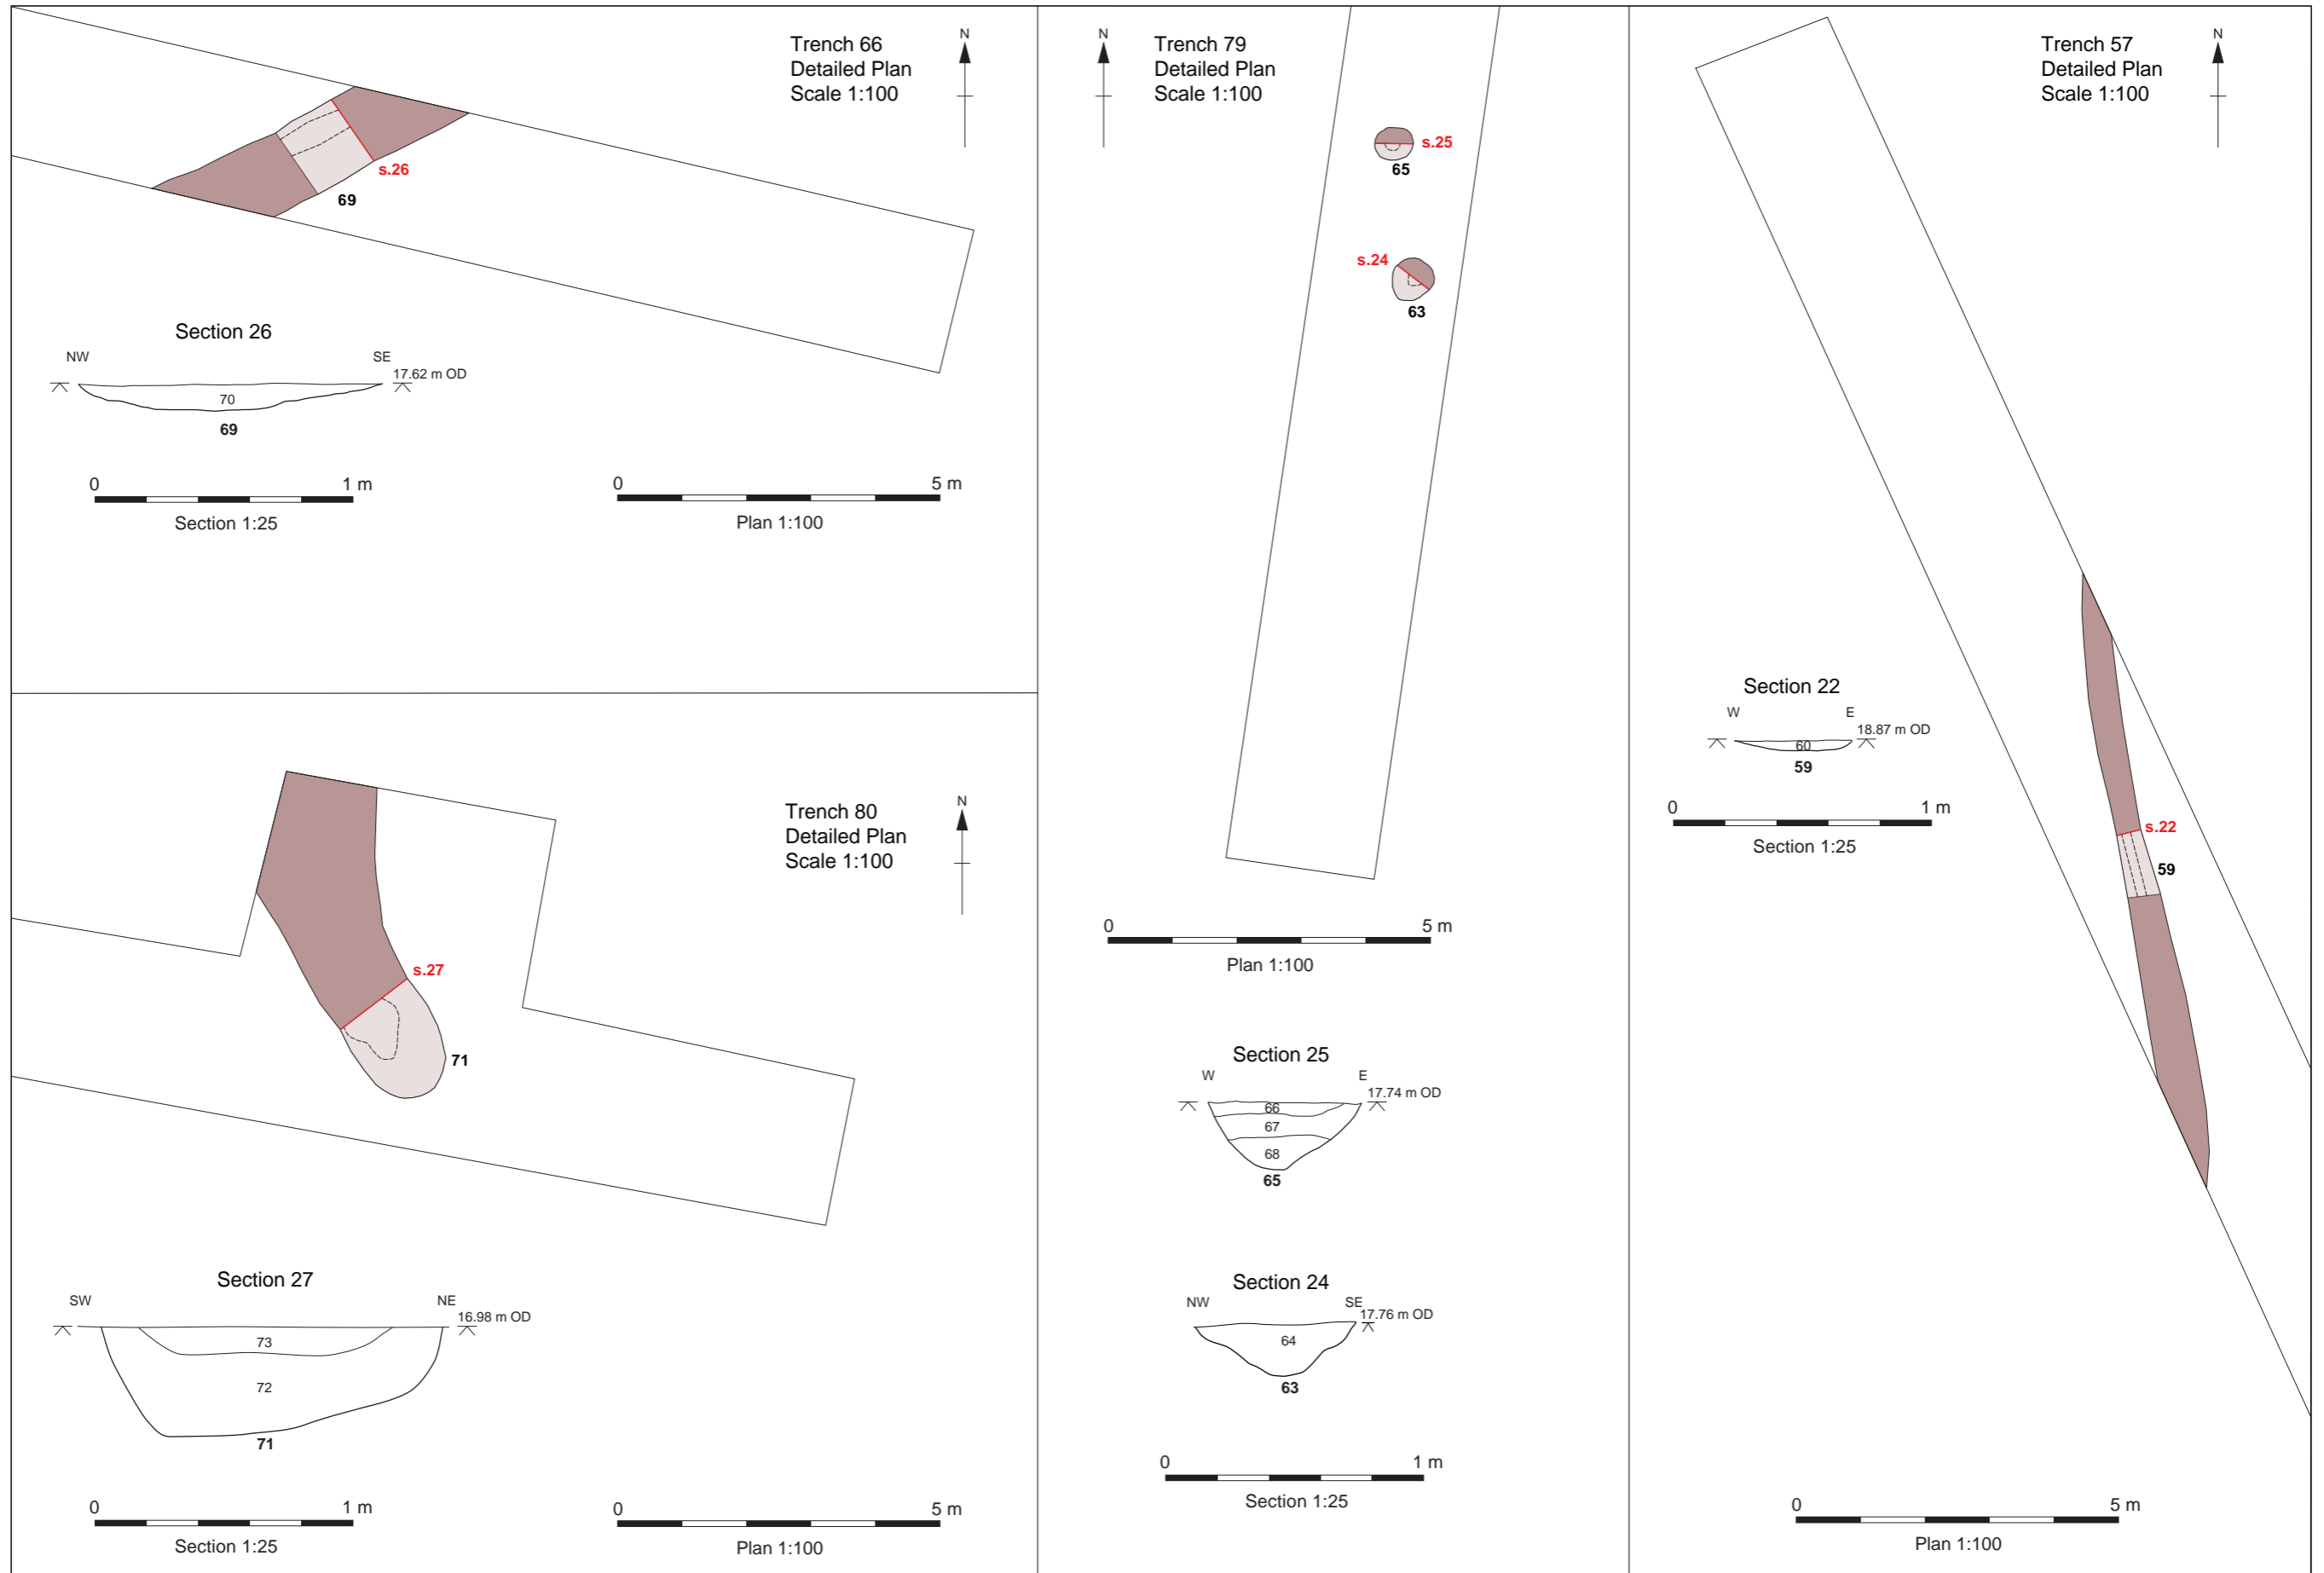 Trench 66
Detailed Plan
Scale 1:100
N
s.26
69
Section 26
NW
SE
17.62 m OD
70
69
0
1 m
Section 1:25
0
5 m
Plan 1:100
Trench 80
Detailed Plan
Scale 1:100
N
s.27
71
Section 27
SW
NE
16.98 m OD
73
72
71
0
1 m
Section 1:25
0
5 m
Plan 1:100
N
Trench 79
Detailed Plan
Scale 1:100
s.25
65
s.24
63
0
5 m
Plan 1:100
Section 25
W
E
17.74 m OD
66
67
68
65
Section 24
NW
SE
17.76 m OD
64
63
0
1 m
Section 1:25
Trench 57
Detailed Plan
Scale 1:100
N
Section 22
W
E
18.87 m OD
60
59
0
1 m
Section 1:25
s.22
59
0
5 m
Plan 1:100